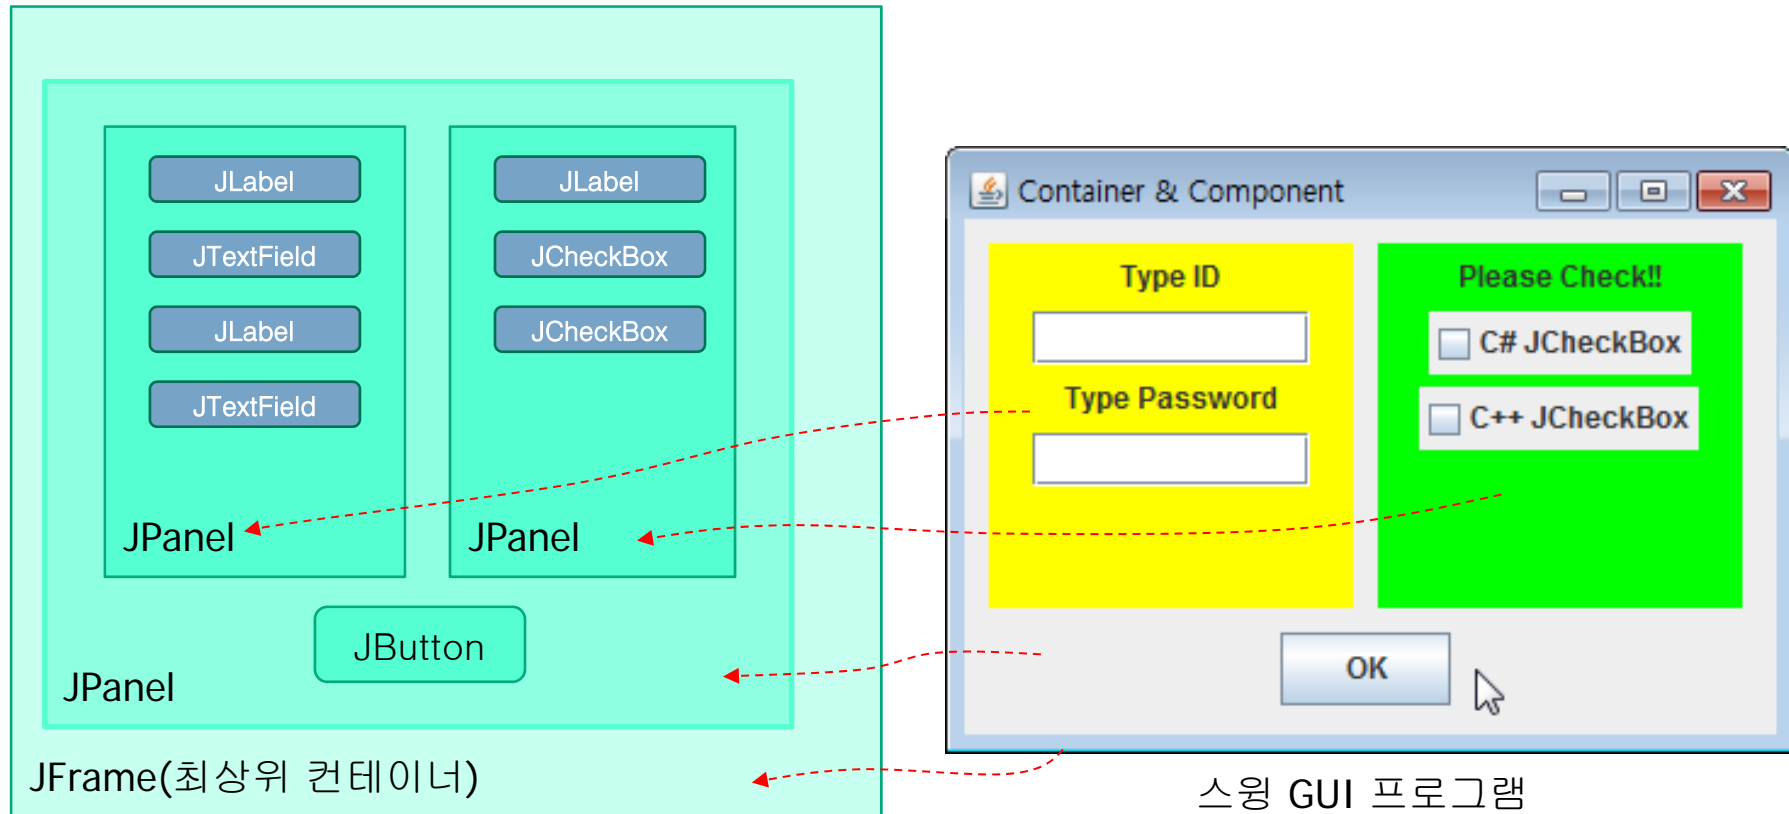 JLabel
JTextField
JLabel
JTextField
JPanel
JLabel
JCheckBox
JCheckBox
JPanel
JButton
JPanel
JFrame(최상위 컨테이너)
Container & Component
Type ID
Type Password
Please Check!!
C# JCheckBox
C++ JCheckBox
OK
스윙 GUI 프로그램